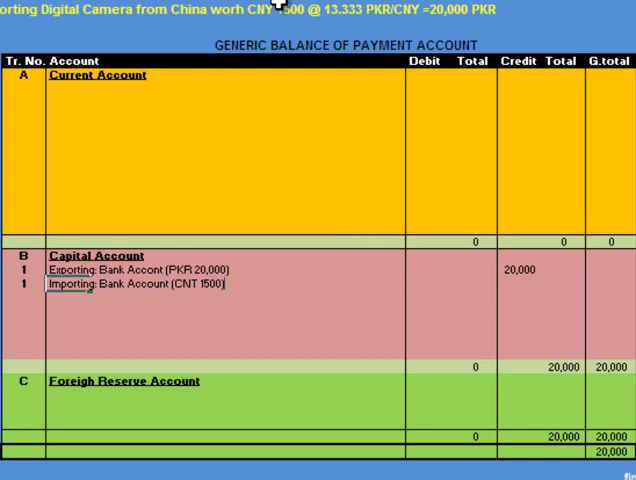 orting Digital Camera from China worh CNY 1500 @ 13.333 PKR/CNY =20,000 PKR
GENERIC BALANCE OF PAYMENT ACCOUNT
Tr. No. Account Debit Total Credit Total G.total
A Current Account
0 0 0
B Capital Account
1 Exporting: Bank Accont (PKR 20,000) 20,000
1 Importing: Bank Account (CNT 1500)
0 20,000 20,000
C Foreigh Reserve Account
0 20,000 20,000
20,000